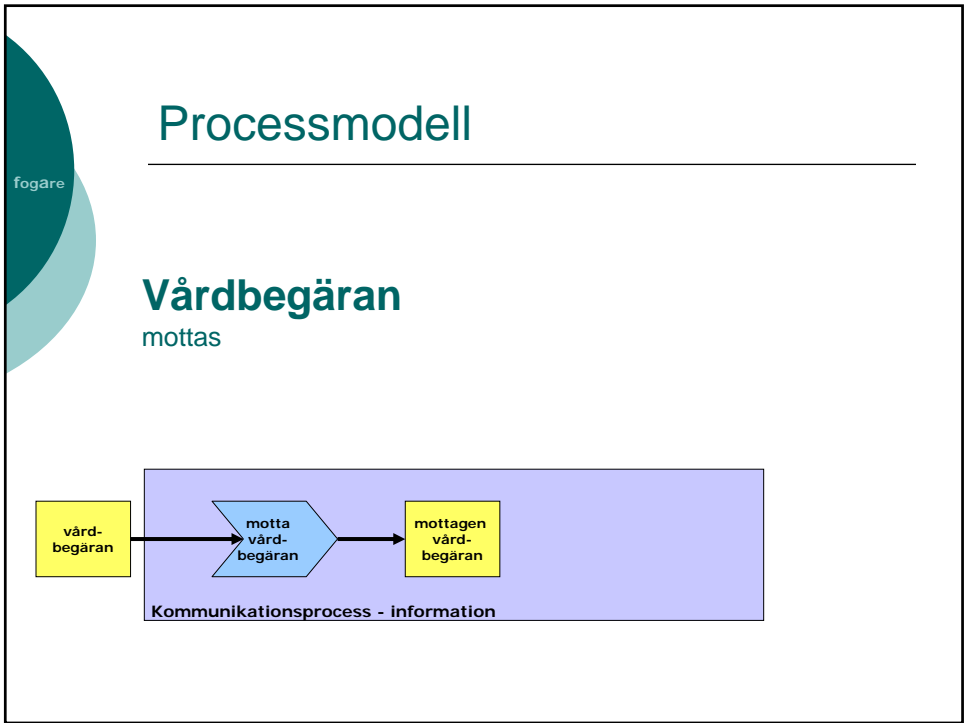 Processmodell
fogare
Vårdbegäran
mottas
vård-
begäran
motta
vård-
begäran
mottagen
vård-
begäran
Kommunikationsprocess - information